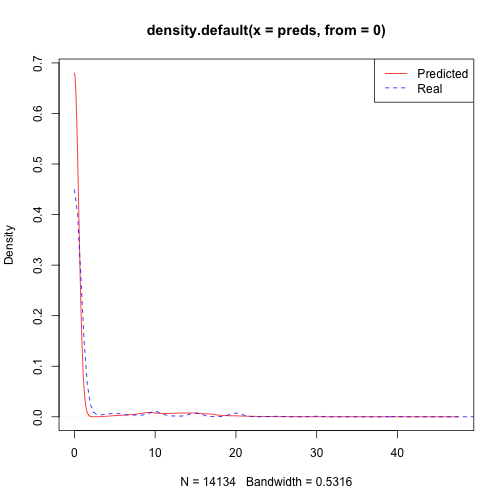 density.default(x = preds, from = 0)
Predicted
Real
Density
0.7
0.6
0.5
0.4
0.3
0.2
0.1
0.0
0 10 20 30 40
N = 14134 Bandwidth = 0.5316